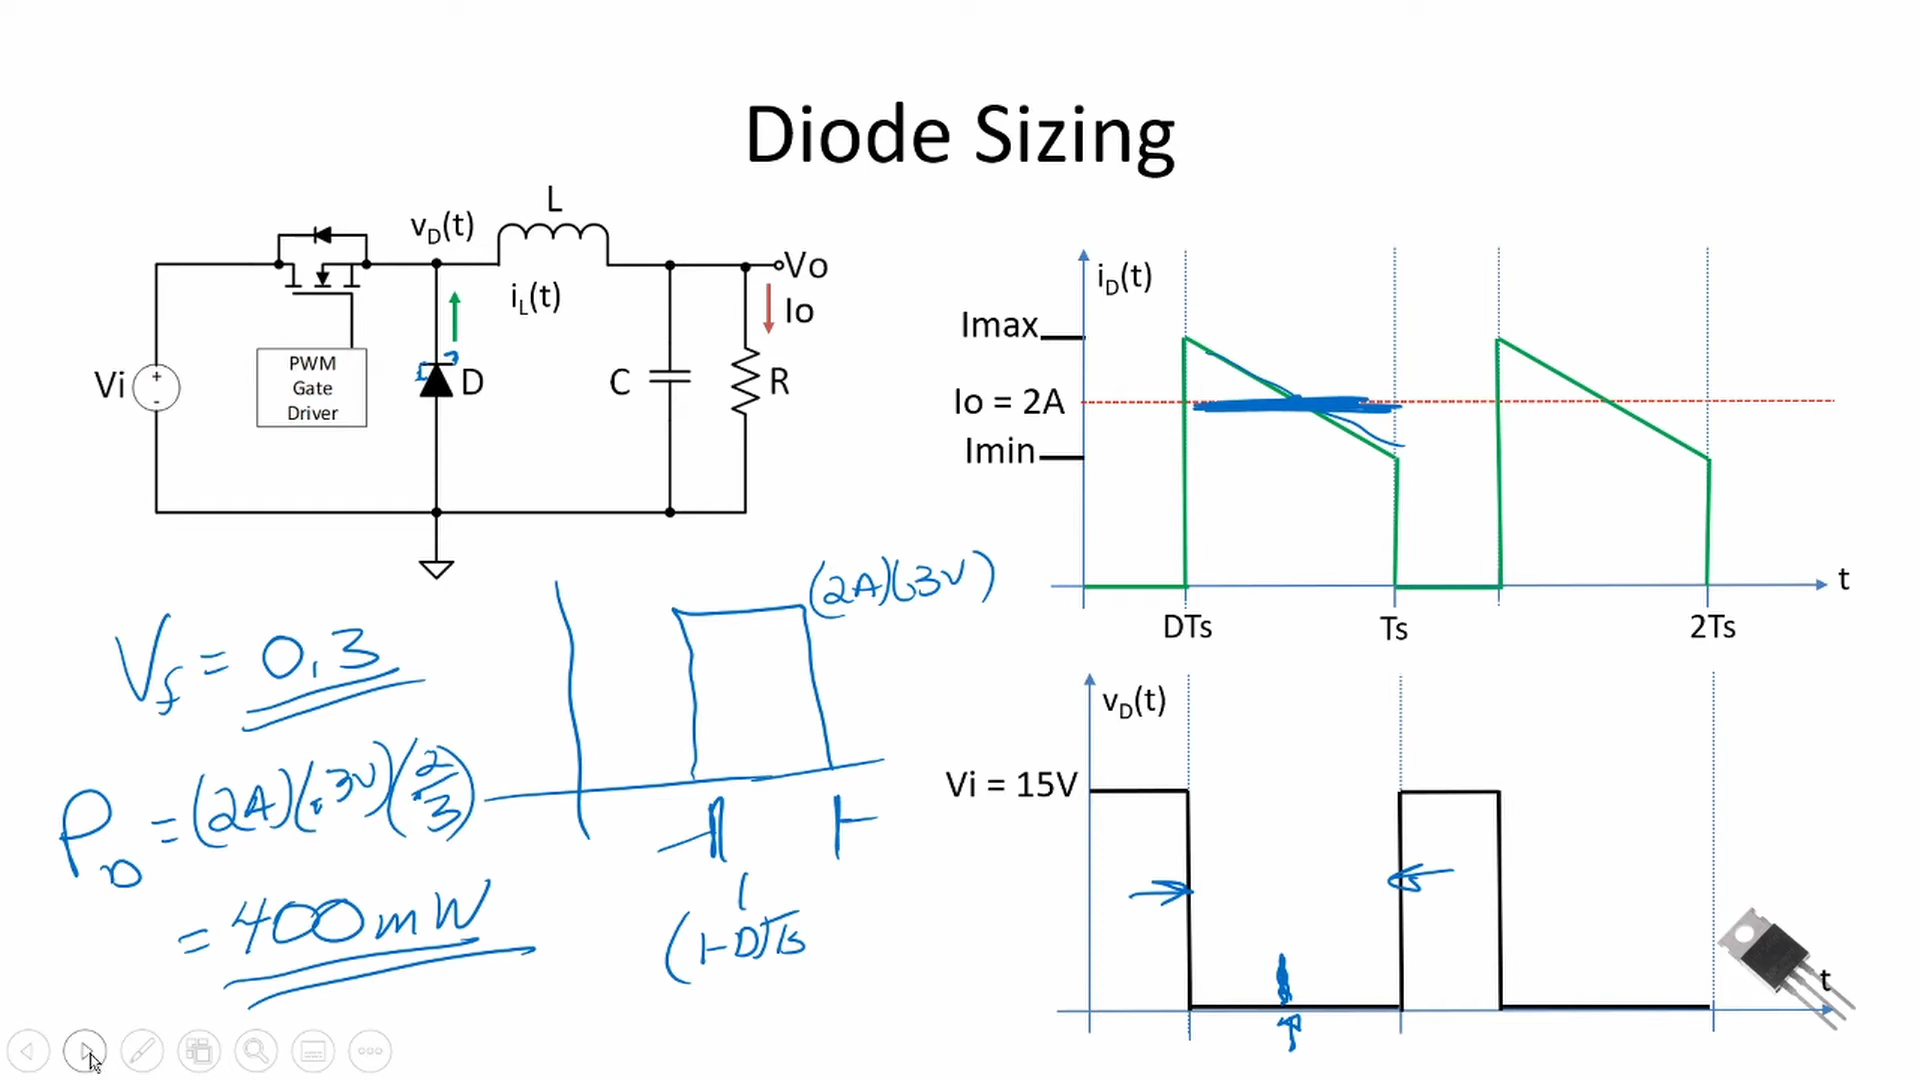 Diode Sizing
L
vD(t)
iL(t)
Vo
Io
Vi
+
-
PWM
Gate
Driver
D
C
R
iD(t)
Imax
Io = 2A
Imin
t
DTs
Ts
2Ts
vD(t)
Vi = 15V
t
Vf = 0.3
(2A)(.3V)
PD = (2A)(.3V)(2/3)
= 400mW
(1-D)Ts